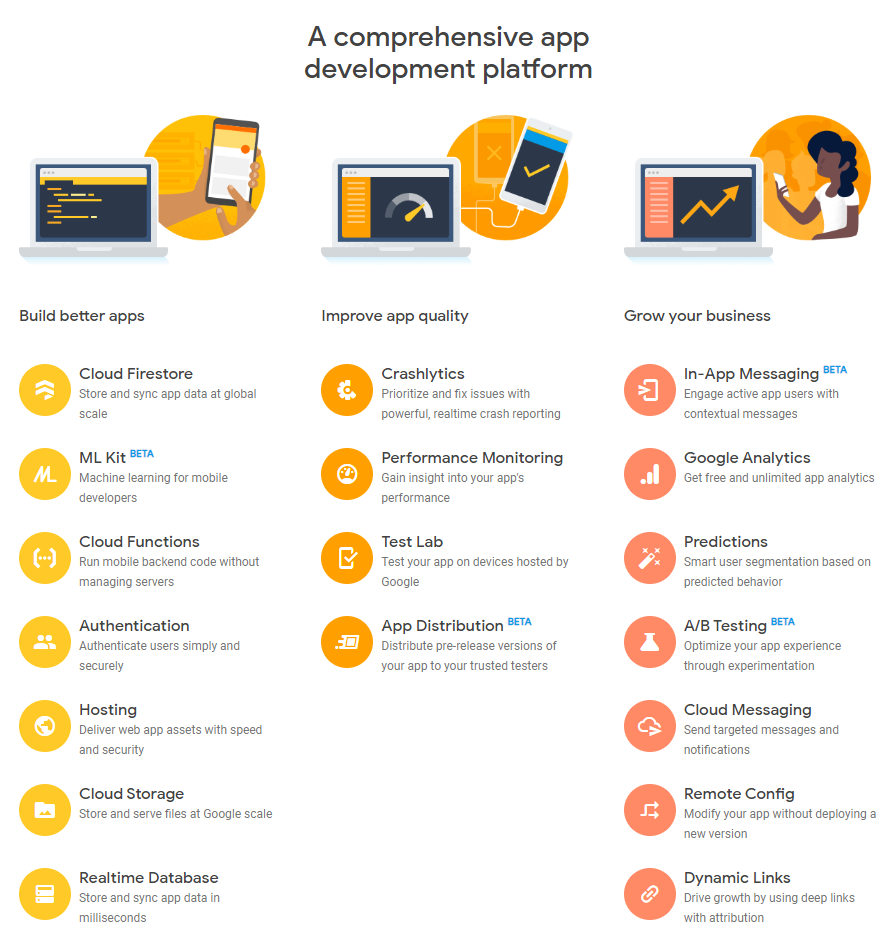 A comprehensive app
development platform
Build better apps
Cloud Firestore
Store and sync app data at global
scale
ML Kit BETA
Machine learning for mobile
developers
Cloud Functions
Run mobile backend code without
managing servers
Authentication
Authenticate users simply and
securely
Hosting
Deliver web app assets with speed
and security
Cloud Storage
Store and serve files at Google scale
Realtime Database
Store and sync app data in
milliseconds
Improve app quality
Crashlytics
Prioritize and fix issues with
powerful, realtime crash reporting
Performance Monitoring
Gain insight into your app's
performance
Test Lab
Test your app on devices hosted by
Google
App Distribution BETA
Distribute pre-release versions of
your app to your trusted testers
Grow your business
In-App Messaging BETA
Engage active app users with
contextual messages
Google Analytics
Get free and unlimited app analytics
Predictions
Smart user segmentation based on
predicted behavior
A/B Testing BETA
Optimize your app experience
through experimentation
Cloud Messaging
Send targeted messages and
notifications
Remote Config
Modify your app without deploying a
new version
Dynamic Links
Drive growth by using deep links
with attribution